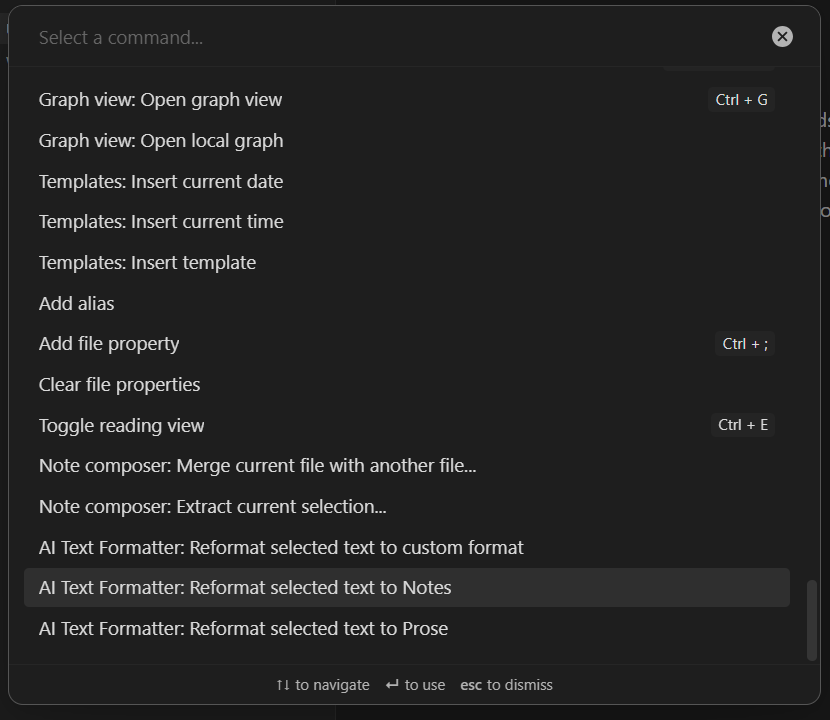 Select a command...
Graph view: Open graph view Ctrl + G
Graph view: Open local graph
Templates: Insert current date
Templates: Insert current time
Templates: Insert template
Add alias
Add file property Ctrl + ;
Clear file properties
Toggle reading view Ctrl + E
Note composer: Merge current file with another file...
Note composer: Extract current selection...
AI Text Formatter: Reformat selected text to custom format
AI Text Formatter: Reformat selected text to Notes
AI Text Formatter: Reformat selected text to Prose
↑↓ to navigate ↵ to use esc to dismiss